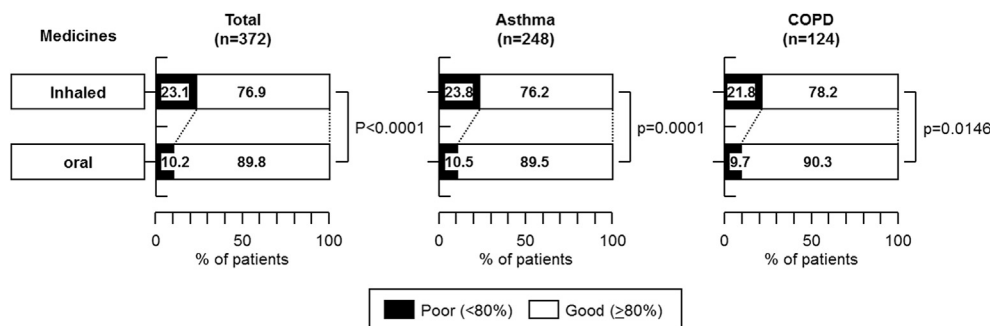 Medicines
Total
(n=372)
Asthma
(n=248)
COPD
(n=124)
Inhaled
23.1 76.9
P<0.0001
23.8 76.2
p=0.0001
21.8 78.2
p=0.0146
oral
10.2 89.8
10.5 89.5
9.7 90.3
0 50 100
0 50 100
0 50 100
% of patients
% of patients
% of patients
Poor (<80%) Good (≥80%)